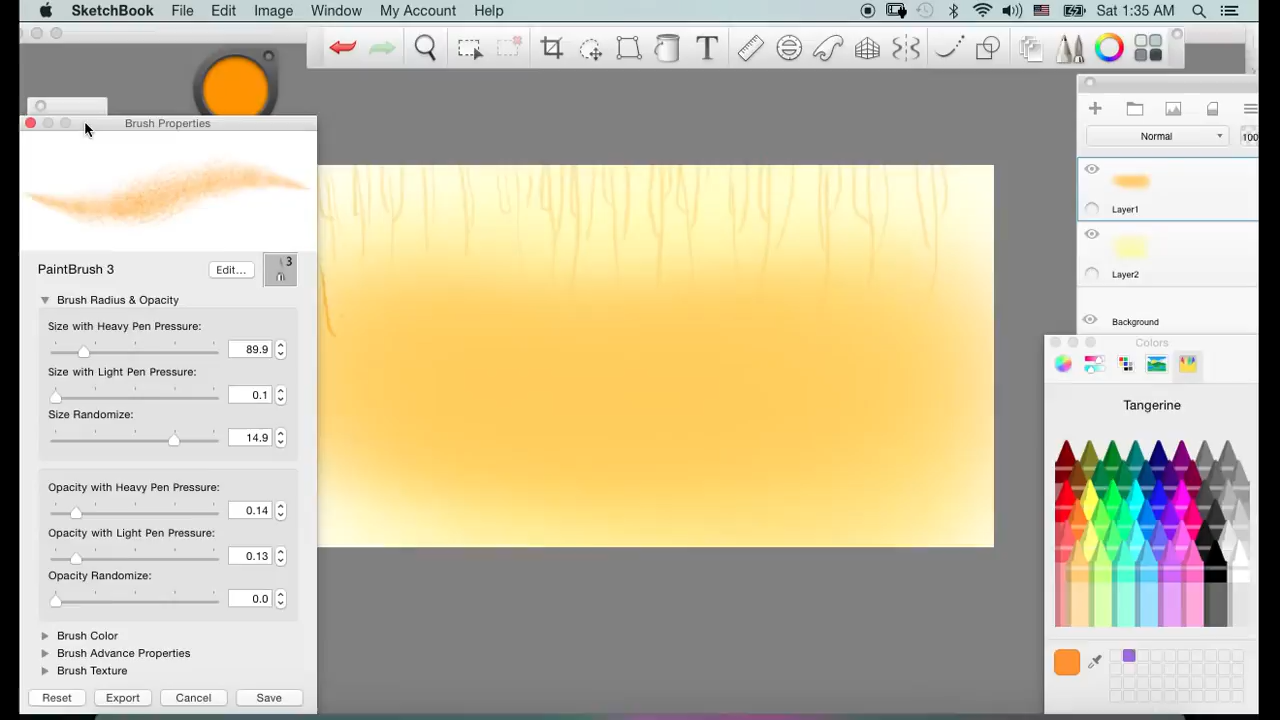 SketchBook File Edit Image Window My Account Help Sat 1:35 AM
T
Brush Properties
PaintBrush 3 Edit... 3
Brush Radius & Opacity
Size with Heavy Pen Pressure:
89.9
Size with Light Pen Pressure:
0.1
Size Randomize:
14.9
Opacity with Heavy Pen Pressure:
0.14
Opacity with Light Pen Pressure:
0.13
Opacity Randomize:
0.0
Brush Color
Brush Advance Properties
Brush Texture
Reset Export Cancel Save
Normal 100
Layer1
Layer2
Background
Colors
Tangerine